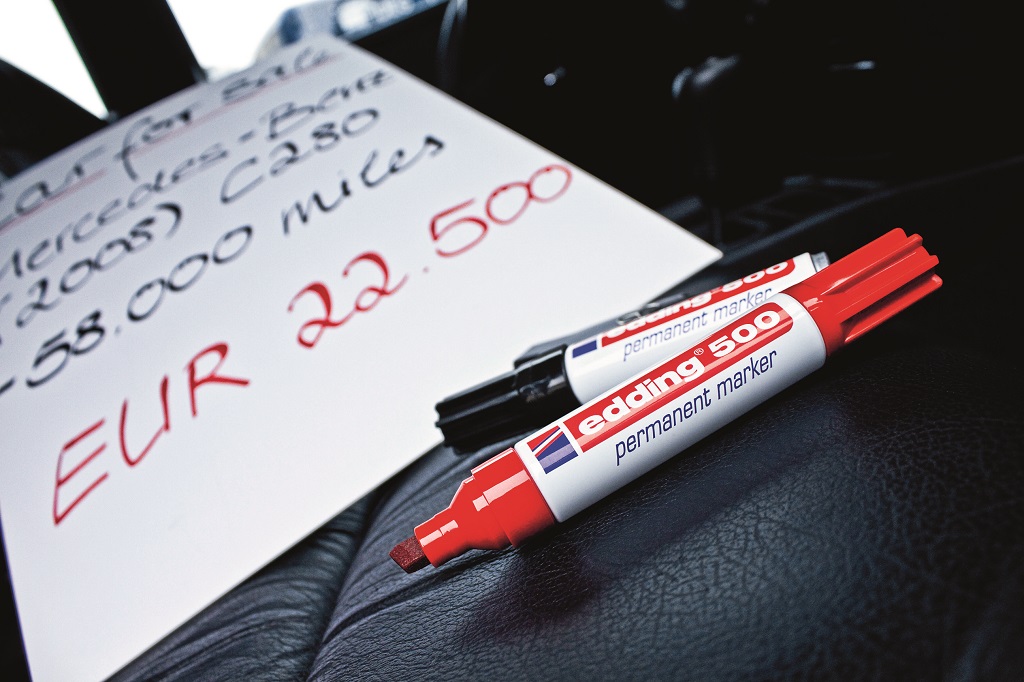 Car for Sale
Mercedes-Benz
(2008) C280
-58.000 miles
EUR 22.500
edding 800
permanent marker
edding® 500
permanent marker